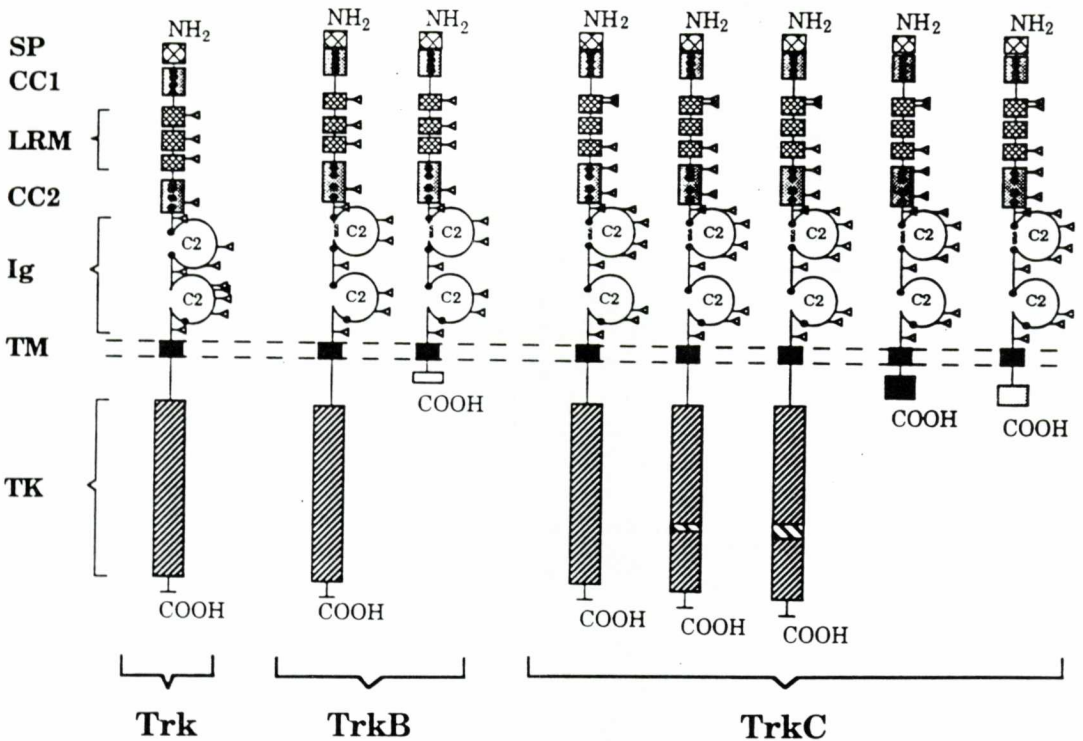 NH2 NH2 NH2 NH2 NH2 NH2 NH2 NH2
SP
CC1
LRM
CC2
C2 C2 C2 C2 C2 C2 C2 C2
Ig
C2 C2 C2 C2 C2 C2 C2 C2
TM
COOH COOH COOH
TK
COOH COOH COOH COOH COOH
Trk TrkB TrkC